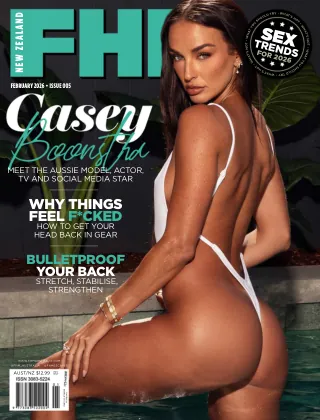 NEW ZEALAND
FHM
FEBRUARY 2026 • ISSUE 005
SEX
TRENDS
FOR 2026
Casey
Boonstra
MEET THE AUSSIE MODEL, ACTOR,
TV AND SOCIAL MEDIA STAR
WHY THINGS
FEEL F*CKED
HOW TO GET YOUR
HEAD BACK IN GEAR
BULLETPROOF
YOUR BACK
STRETCH, STABILISE,
STRENGTHEN
AUST/NZ $12.99
ISSN 3083-5224